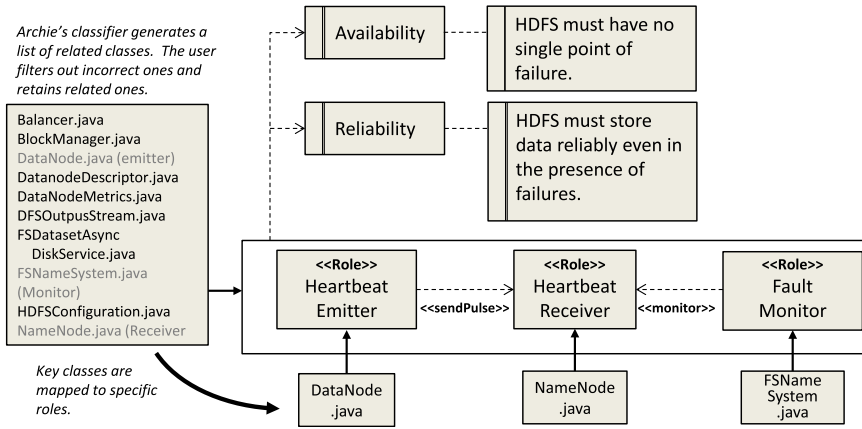 Archie's classifier generates a
list of related classes.  The user
filters out incorrect ones and
retains related ones.
Balancer.java
BlockManager.java
DataNode.java (emitter)
DatanodeDescriptor.java
DataNodeMetrics.java
DFSOutpusStream.java
FSDatasetAsync
DiskService.java
FSNameSystem.java
(Monitor)
HDFSConfiguration.java
NameNode.java (Receiver
Key classes are
mapped to specific
roles.
Availability
HDFS must have no
single point of
failure.
Reliability
HDFS must store
data reliably even in
the presence of
failures.
<<Role>>
Heartbeat
Emitter
<<sendPulse>>
<<Role>>
Heartbeat
Receiver
<<monitor>>
<<Role>>
Fault
Monitor
DataNode
.java
NameNode
.java
FSName
System
.java